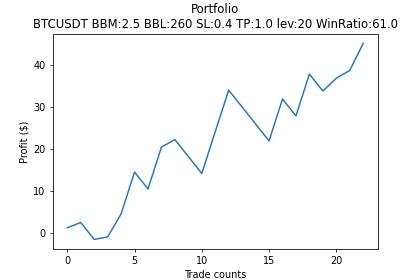 Portfolio
BTCUSDT BBM:2.5 BBL:260 SL:0.4 TP:1.0 lev:20 WinRatio:61.0
40
30
20
10
0
Profit ($)
0 5 10 15 20
Trade counts